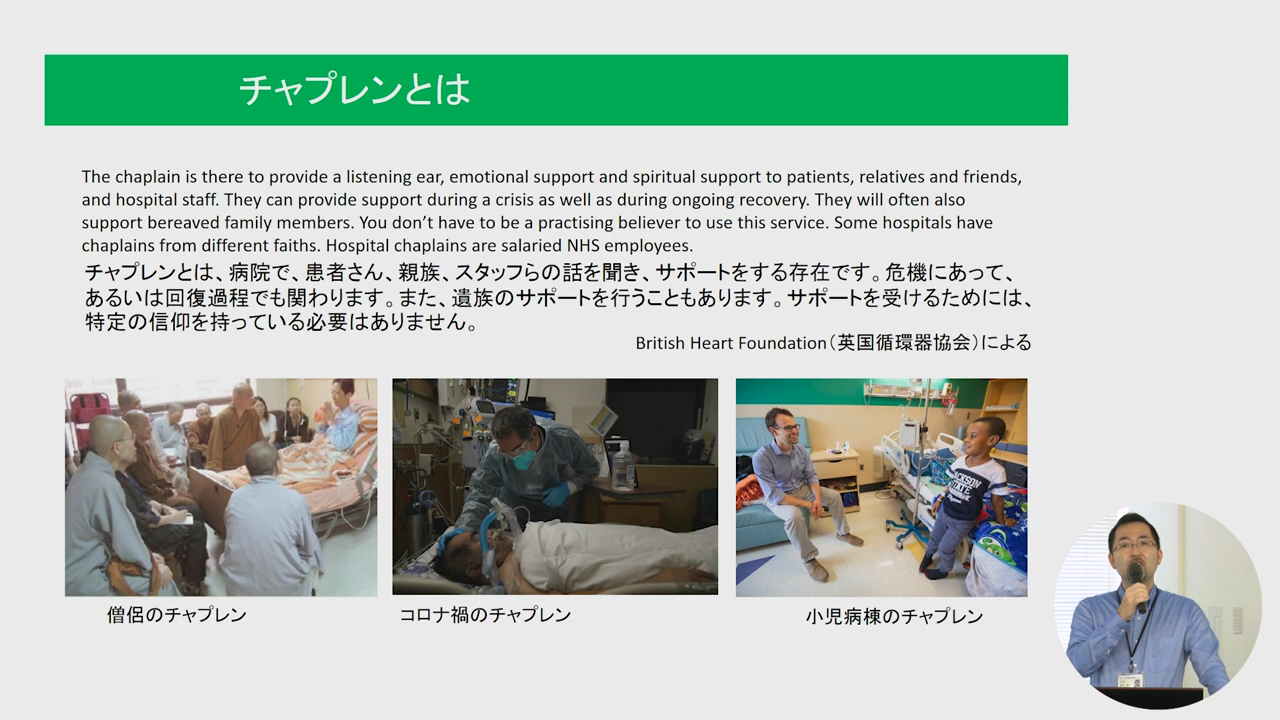 チャプレンとは
The chaplain is there to provide a listening ear, emotional support and spiritual support to patients, relatives and friends,
and hospital staff. They can provide support during a crisis as well as during ongoing recovery. They will often also
support bereaved family members. You don’t have to be a practising believer to use this service. Some hospitals have
chaplains from different faiths. Hospital chaplains are salaried NHS employees.
チャプレンとは、病院で、患者さん、親族、スタッフらの話を聞き、サポートをする存在です。危機にあって、
あるいは回復過程でも関わります。また、遺族のサポートを行うこともあります。サポートを受けるためには、
特定の信仰を持っている必要はありません。
British Heart Foundation（英国循環器協会）による
JACKSON
STATE
僧侶のチャプレン
コロナ禍のチャプレン
小児病棟のチャプレン